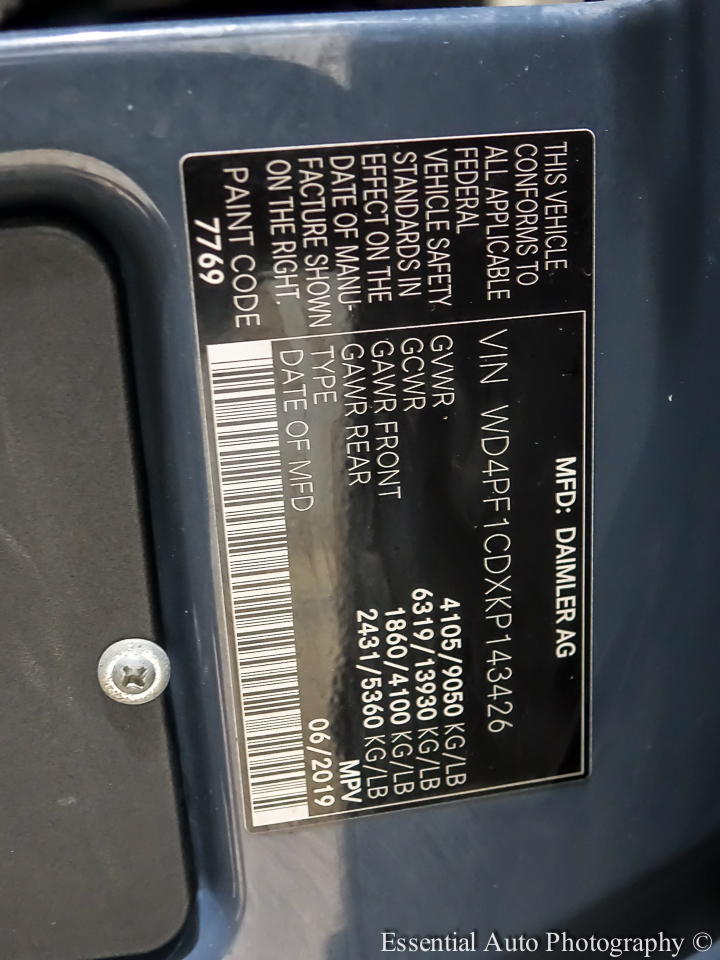 MFD: DAIMLER AG
THIS VEHICLE
CONFORMS TO
ALL APPLICABLE
FEDERAL
VEHICLE SAFETY
STANDARDS IN
EFFECT ON THE
DATE OF MANU-
FACTURE SHOWN
ON THE RIGHT.
PAINT CODE
7769
VIN WD4PF1CDXKP143426
GVWR 4105/9050 KG/LB
GCWR 6319/13930 KG/LB
GAWR FRONT 1860/4100 KG/LB
GAWR REAR 2431/5360 KG/LB
TYPE MPV
DATE OF MFD 06/2019
Essential Auto Photography ©